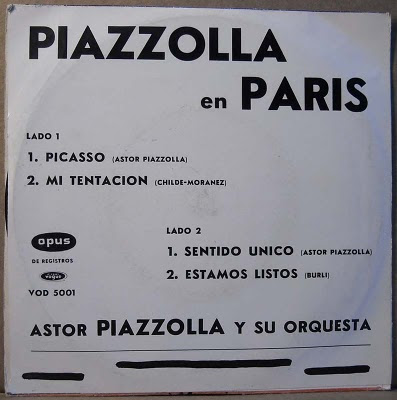 PIAZZOLLA
en PARIS
LADO 1
1. PICASSO (ASTOR PIAZZOLLA)
2. MI TENTACION (CHILDE-MORANEZ)
LADO 2
1. SENTIDO UNICO (ASTOR PIAZZOLLA)
2. ESTAMOS LISTOS (BURLI)
opus
DE REGISTROS
VOGUE
VOD 5001
ASTOR PIAZZOLLA Y SU ORQUESTA